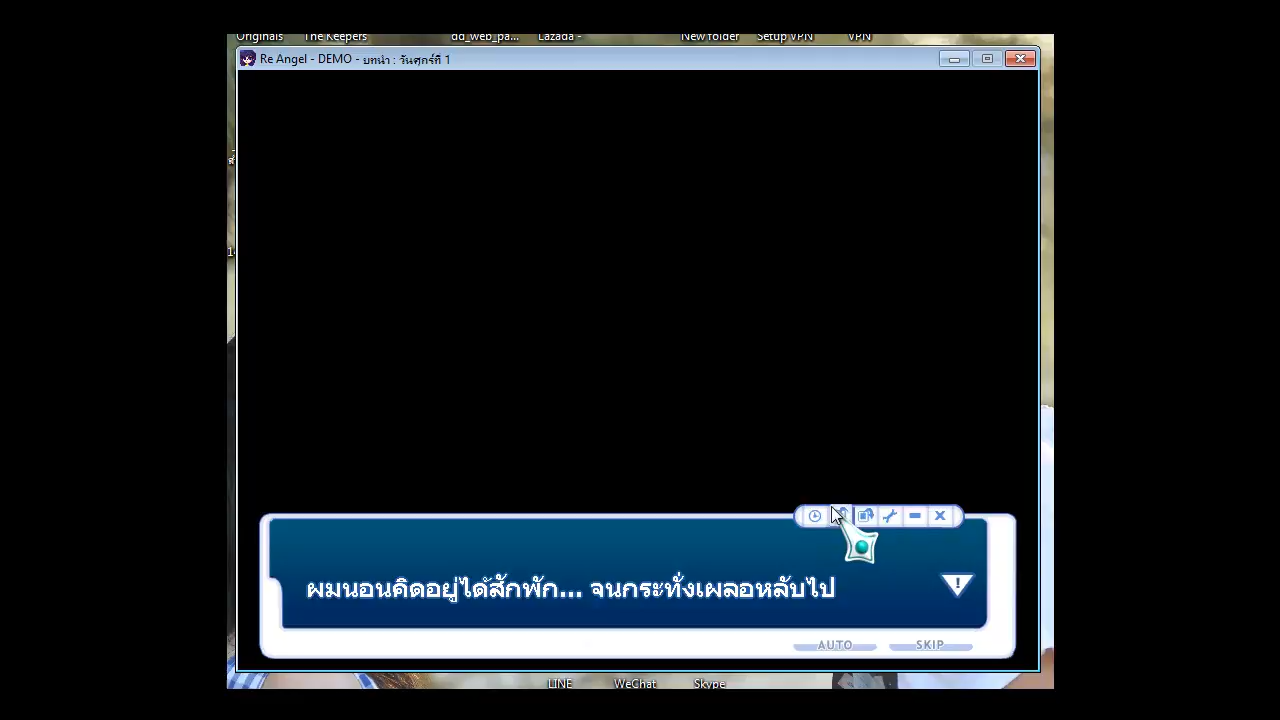 Originals The Keepers dd_web_pa... Lazada - New folder Setup VPN VPN
Re Angel - DEMO - บทนำ : วันศุกร์ที่ 1
ผมนอนคิดอยู่ได้สักพัก... จนกระทั่งเผลอหลับไป
!
AUTO SKIP
LINE WeChat Skype